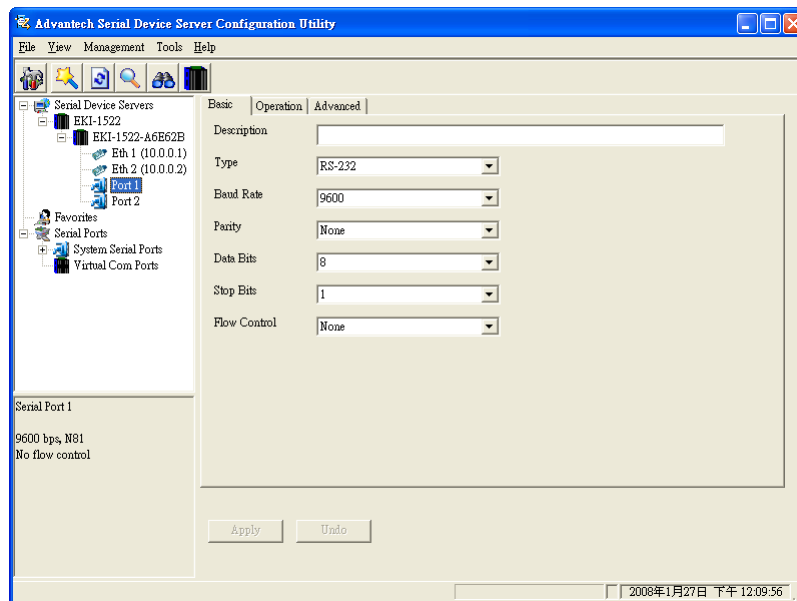 Advantech Serial Device Server Configuration Utility
File View Management Tools Help
Serial Device Servers
EKI-1522
EKI-1522-A6E62B
Eth 1 (10.0.0.1)
Eth 2 (10.0.0.2)
Port 1
Port 2
Favorites
Serial Ports
System Serial Ports
Virtual Com Ports
Serial Port 1
9600 bps, N81
No flow control
Basic Operation Advanced
Description
Type RS-232
Baud Rate 9600
Parity None
Data Bits 8
Stop Bits 1
Flow Control None
Apply Undo
2008年1月27日 下午 12:09:56